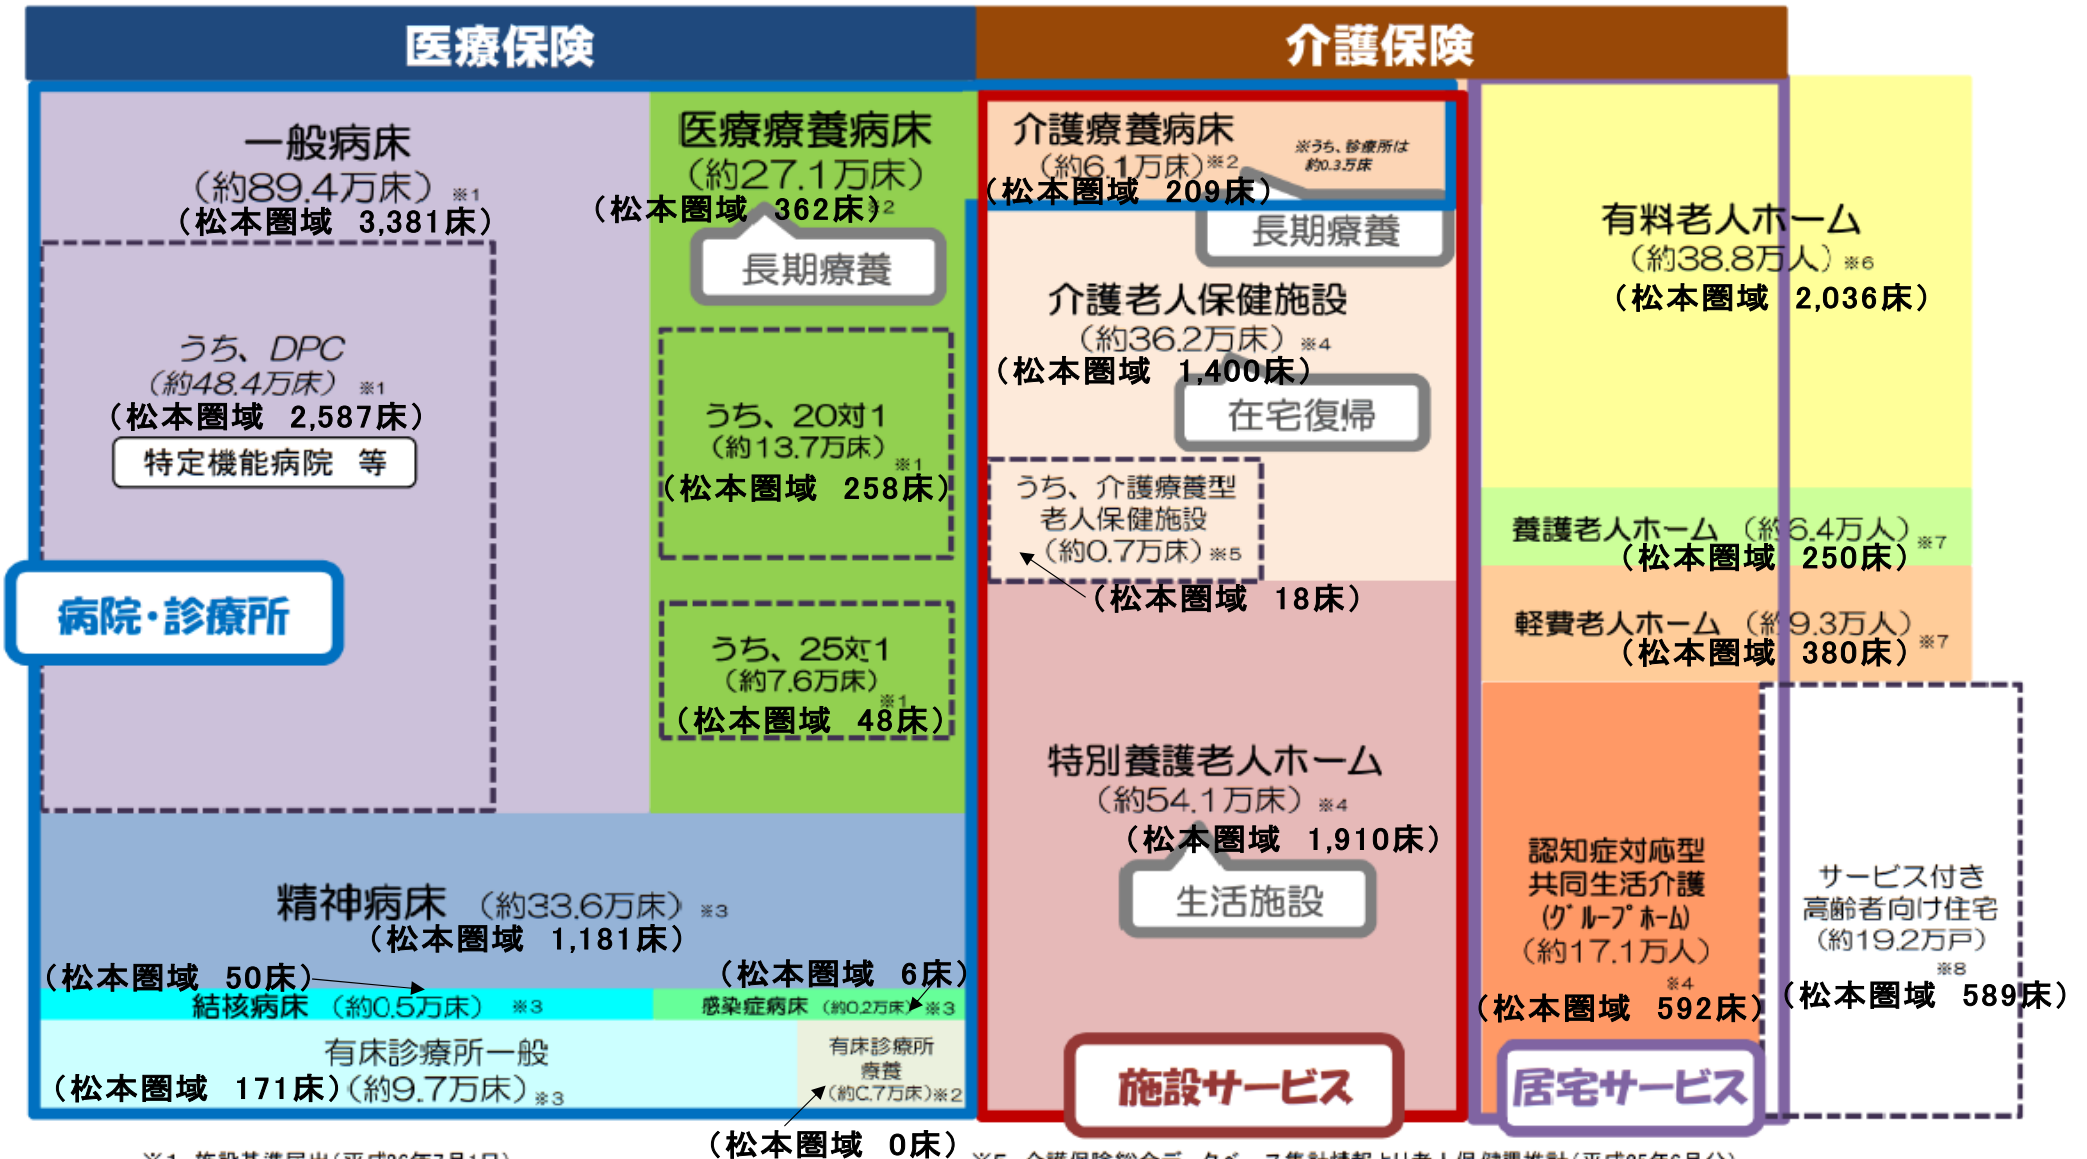 医療保険
介護保険
一般病床
（約89.4万床）※1
（松本圏域 3,381床）
うち、DPC
（約48.4万床）※1
（松本圏域 2,587床）
特定機能病院 等
医療療養病床
（約27.1万床）
（松本圏域 362床）※2
長期療養
うち、20対1
（約13.7万床）
※1
（松本圏域 258床）
うち、25対1
（約7.6万床）
※1
（松本圏域 48床）
病院・診療所
精神病床 （約33.6万床）※3
（松本圏域 1,181床）
（松本圏域 50床）
（松本圏域 6床）
結核病床 （約0.5万床） ※3
感染症病床 （約0.2万床）※3
有床診療所一般
（松本圏域 171床）（約9.7万床）※3
有床診療所
療養
（約0.7万床）※2
（松本圏域 0床）
介護療養病床
（約6.1万床）※2
※うち、診療所は
約0.3万床
（松本圏域 209床）
長期療養
介護老人保健施設
（約36.2万床）※4
（松本圏域 1,400床）
在宅復帰
うち、介護療養型
老人保健施設
（約0.7万床）※5
（松本圏域 18床）
特別養護老人ホーム
（約54.1万床）※4
（松本圏域 1,910床）
生活施設
施設サービス
有料老人ホーム
（約38.8万人）※6
（松本圏域 2,036床）
養護老人ホーム （約6.4万人）※7
（松本圏域 250床）
軽費老人ホーム （約9.3万人）※7
（松本圏域 380床）
認知症対応型
共同生活介護
(ｸﾞﾙｰﾌﾟﾎｰﾑ)
（約17.1万人）
※4
（松本圏域 592床）
居宅サービス
サービス付き
高齢者向け住宅
（約19.2万戸）
※8
（松本圏域 589床）